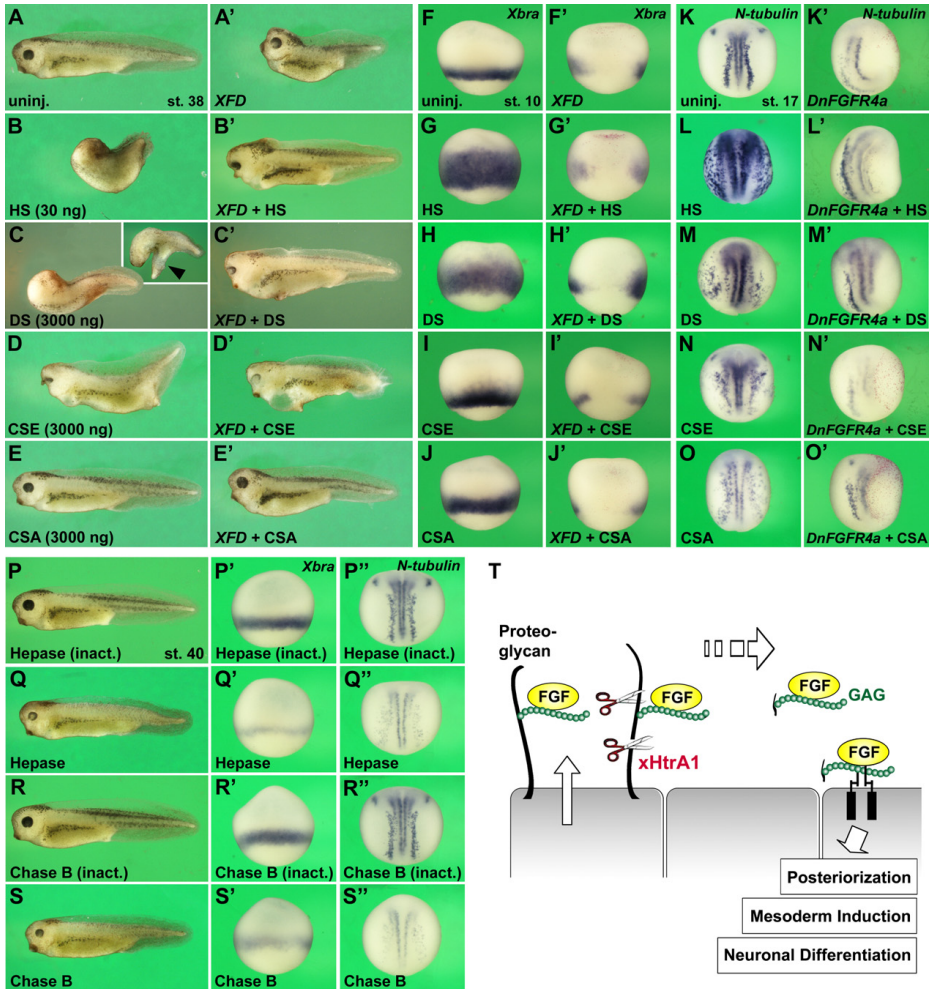 A
uninj.
st. 38
A’
XFD
B
HS (30 ng)
B’
XFD + HS
C
DS (3000 ng)
C’
XFD + DS
D
CSE (3000 ng)
D’
XFD + CSE
E
CSA (3000 ng)
E’
XFD + CSA
F
Xbra
uninj.
st. 10
F’
Xbra
XFD
G
HS
G’
XFD + HS
H
DS
H’
XFD + DS
I
CSE
I’
XFD + CSE
J
CSA
J’
XFD + CSA
K
N-tubulin
uninj.
st. 17
K’
N-tubulin
DnFGFR4a
L
HS
L’
DnFGFR4a + HS
M
DS
M’
DnFGFR4a + DS
N
CSE
N’
DnFGFR4a + CSE
O
CSA
O’
DnFGFR4a + CSA
P
Hepase (inact.)
st. 40
P’
Xbra
Hepase (inact.)
P”
N-tubulin
Hepase (inact.)
Q
Hepase
Q’
Hepase
Q”
Hepase
R
Chase B (inact.)
R’
Chase B (inact.)
R”
Chase B (inact.)
S
Chase B
S’
Chase B
S”
Chase B
T
Proteo-
glycan
FGF
FGF
xHtrA1
FGF
GAG
FGF
Posteriorization
Mesoderm Induction
Neuronal Differentiation